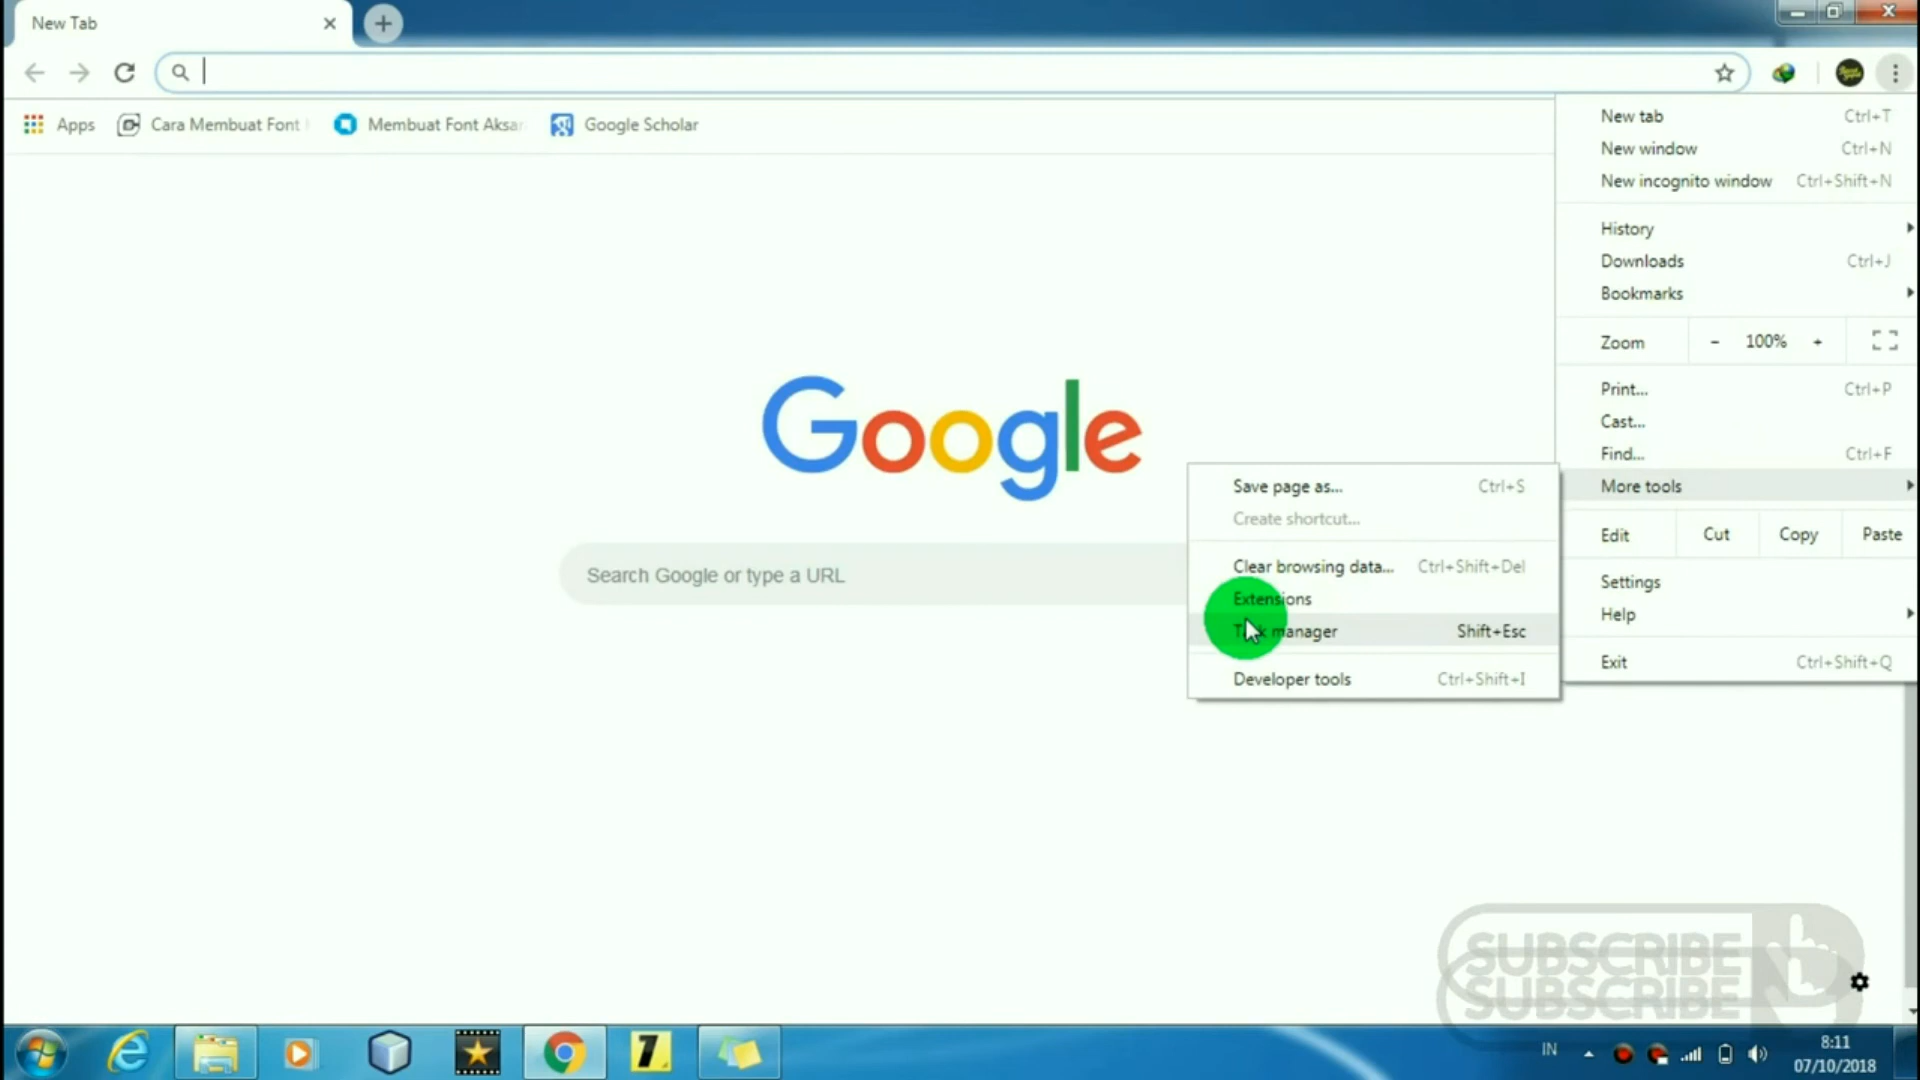 New Tab
Apps
Cara Membuat Font
Membuat Font Aksar
Google Scholar
New tab Ctrl+T
New window Ctrl+N
New incognito window Ctrl+Shift+N
History
Downloads Ctrl+J
Bookmarks
Zoom - 100% +
Print... Ctrl+P
Cast...
Find... Ctrl+F
More tools
Edit Cut Copy Paste
Settings
Help
Exit Ctrl+Shift+Q
Google
Search Google or type a URL
Save page as... Ctrl+S
Create shortcut...
Clear browsing data... Ctrl+Shift+Del
Extensions
Task manager Shift+Esc
Developer tools Ctrl+Shift+I
SUBSCRIBE
SUBSCRIBE
IN
8:11
07/10/2018